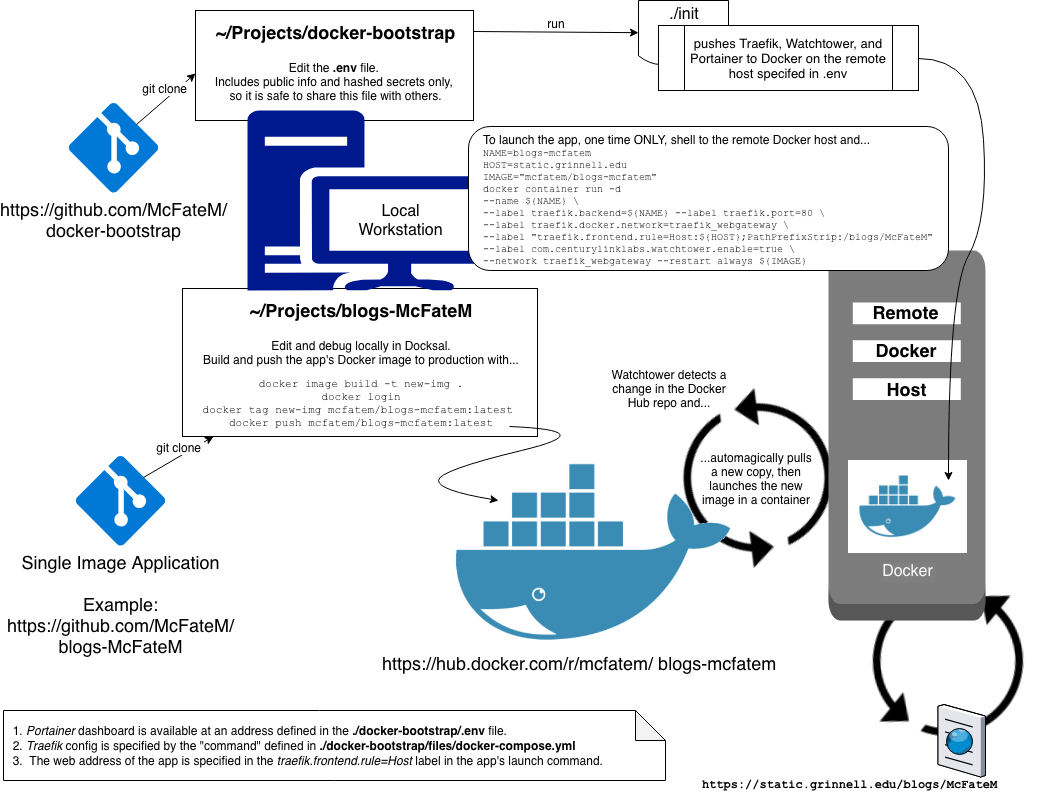 ~/Projects/docker-bootstrap
Edit the .env file.
Includes public info and hashed secrets only,
so it is safe to share this file with others.
run
./init
pushes Traefik, Watchtower, and
Portainer to Docker on the remote
host specifed in .env
git clone
https://github.com/McFateM/
docker-bootstrap
Local
Workstation
To launch the app, one time ONLY, shell to the remote Docker host and...
NAME=blogs-mcfatem
HOST=static.grinnell.edu
IMAGE="mcfatem/blogs-mcfatem"
docker container run -d
--name ${NAME} \
--label traefik.backend=${NAME} --label traefik.port=80 \
--label traefik.docker.network=traefik_webgateway \
--label "traefik.frontend.rule=Host:${HOST};PathPrefixStrip:/blogs/McFateM"
--label com.centurylinklabs.watchtower.enable=true \
--network traefik_webgateway --restart always ${IMAGE}
~/Projects/blogs-McFateM
Edit and debug locally in Docksal.
Build and push the app's Docker image to production with...
docker image build -t new-img .
docker login
docker tag new-img mcfatem/blogs-mcfatem:latest
docker push mcfatem/blogs-mcfatem:latest
git clone
Single Image Application
Example:
https://github.com/McFateM/
blogs-McFateM
Watchtower detects a
change in the Docker
Hub repo and...
...automagically pulls
a new copy, then
launches the new
image in a container
Remote
Docker
Host
Docker
https://hub.docker.com/r/mcfatem/ blogs-mcfatem
1. Portainer dashboard is available at an address defined in the ./docker-bootstrap/.env file.
2. Traefik config is specified by the "command" defined in ./docker-bootstrap/files/docker-compose.yml
3. The web address of the app is specified in the traefik.frontend.rule=Host label in the app's launch command.
https://static.grinnell.edu/blogs/McFateM